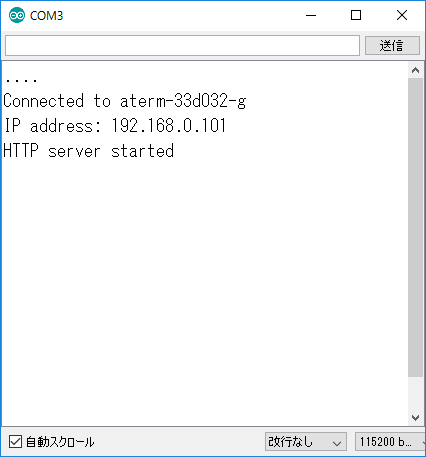 COM3
送信
....
Connected to aterm-33d032-g
IP address: 192.168.0.101
HTTP server started
自動スクロール
改行なし
115200 b...